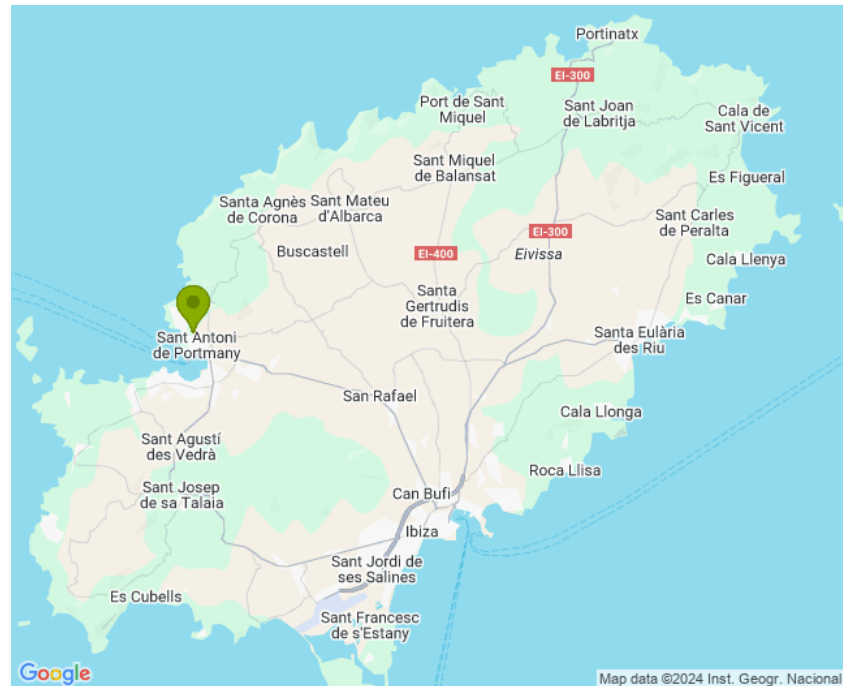 Portinatx
EI-300
Port de Sant
Miquel
Sant Joan
de Labritja
Cala de
Sant Vicent
Sant Miquel
de Balansat
Es Figueral
Santa Agnès
de Corona
Sant Mateu
d'Albarca
Sant Carles
de Peralta
EI-300
Buscastell
EI-400
Eivissa
Cala Llenya
Santa
Gertrudis
de Fruitera
Es Canar
Sant Antoni
de Portmany
Santa Eulària
des Riu
San Rafael
Cala Llonga
Sant Agustí
des Vedrà
Roca Llisa
Sant Josep
de sa Talaia
Can Bufi
Ibiza
Sant Jordi de
ses Salines
Es Cubells
Sant Francesc
de s'Estany
Google
Map data ©2024 Inst. Geogr. Nacional